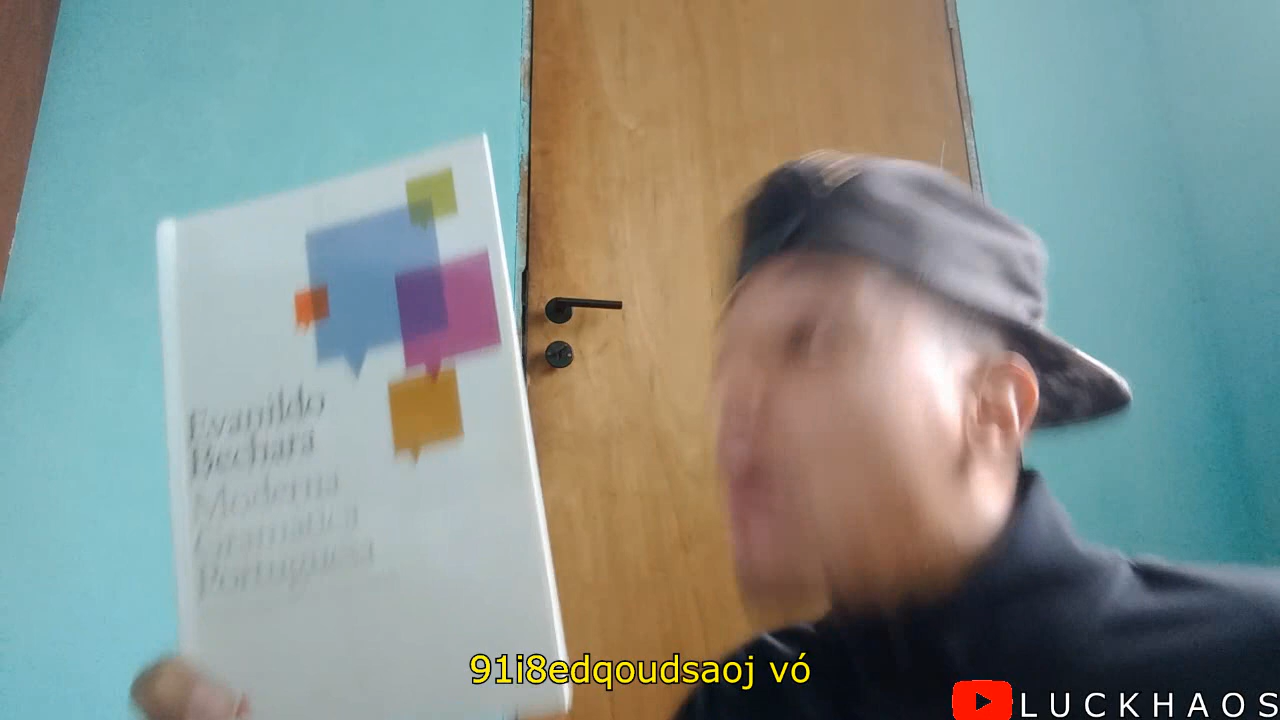 Evanildo
Bechara
Moderna
Gramática
Portuguesa
91i8edqoudsaoj vó
LUCKHAOS